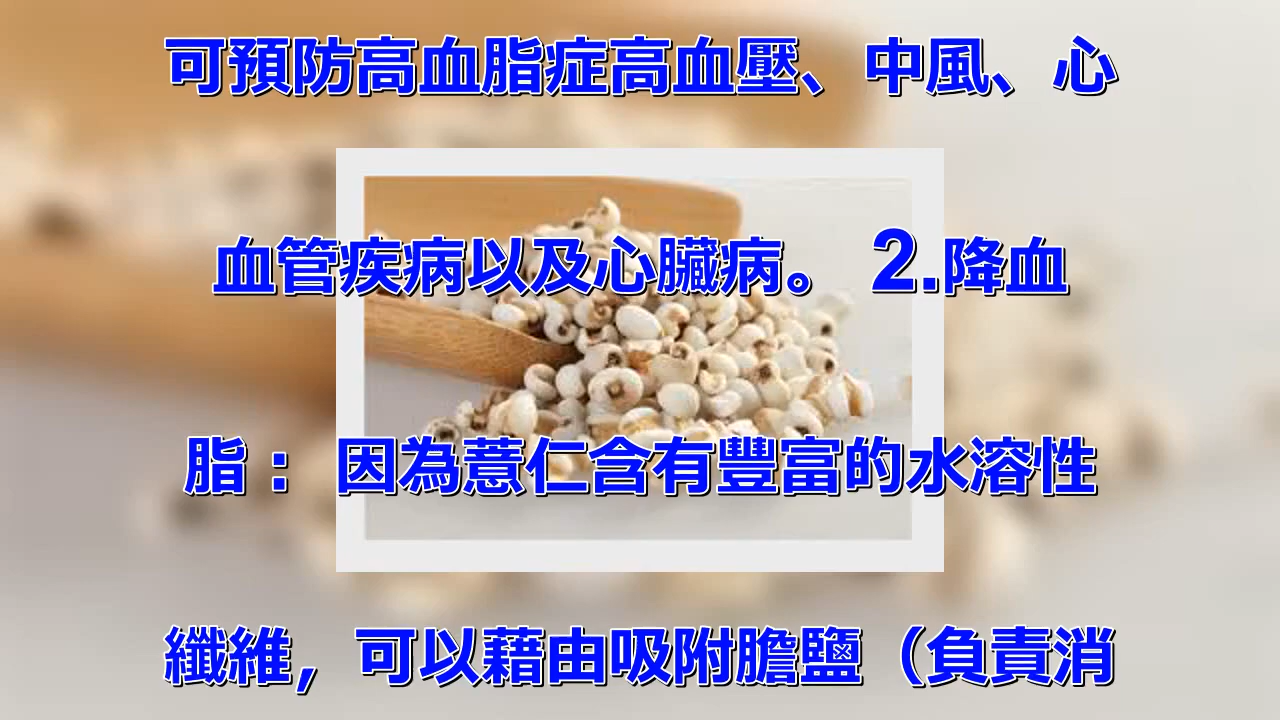 可預防高血脂症高血壓、中風、心
血管疾病以及心臟病。 2.降血
脂： 因為薏仁含有豐富的水溶性
纖維，可以藉由吸附膽鹽（負責消